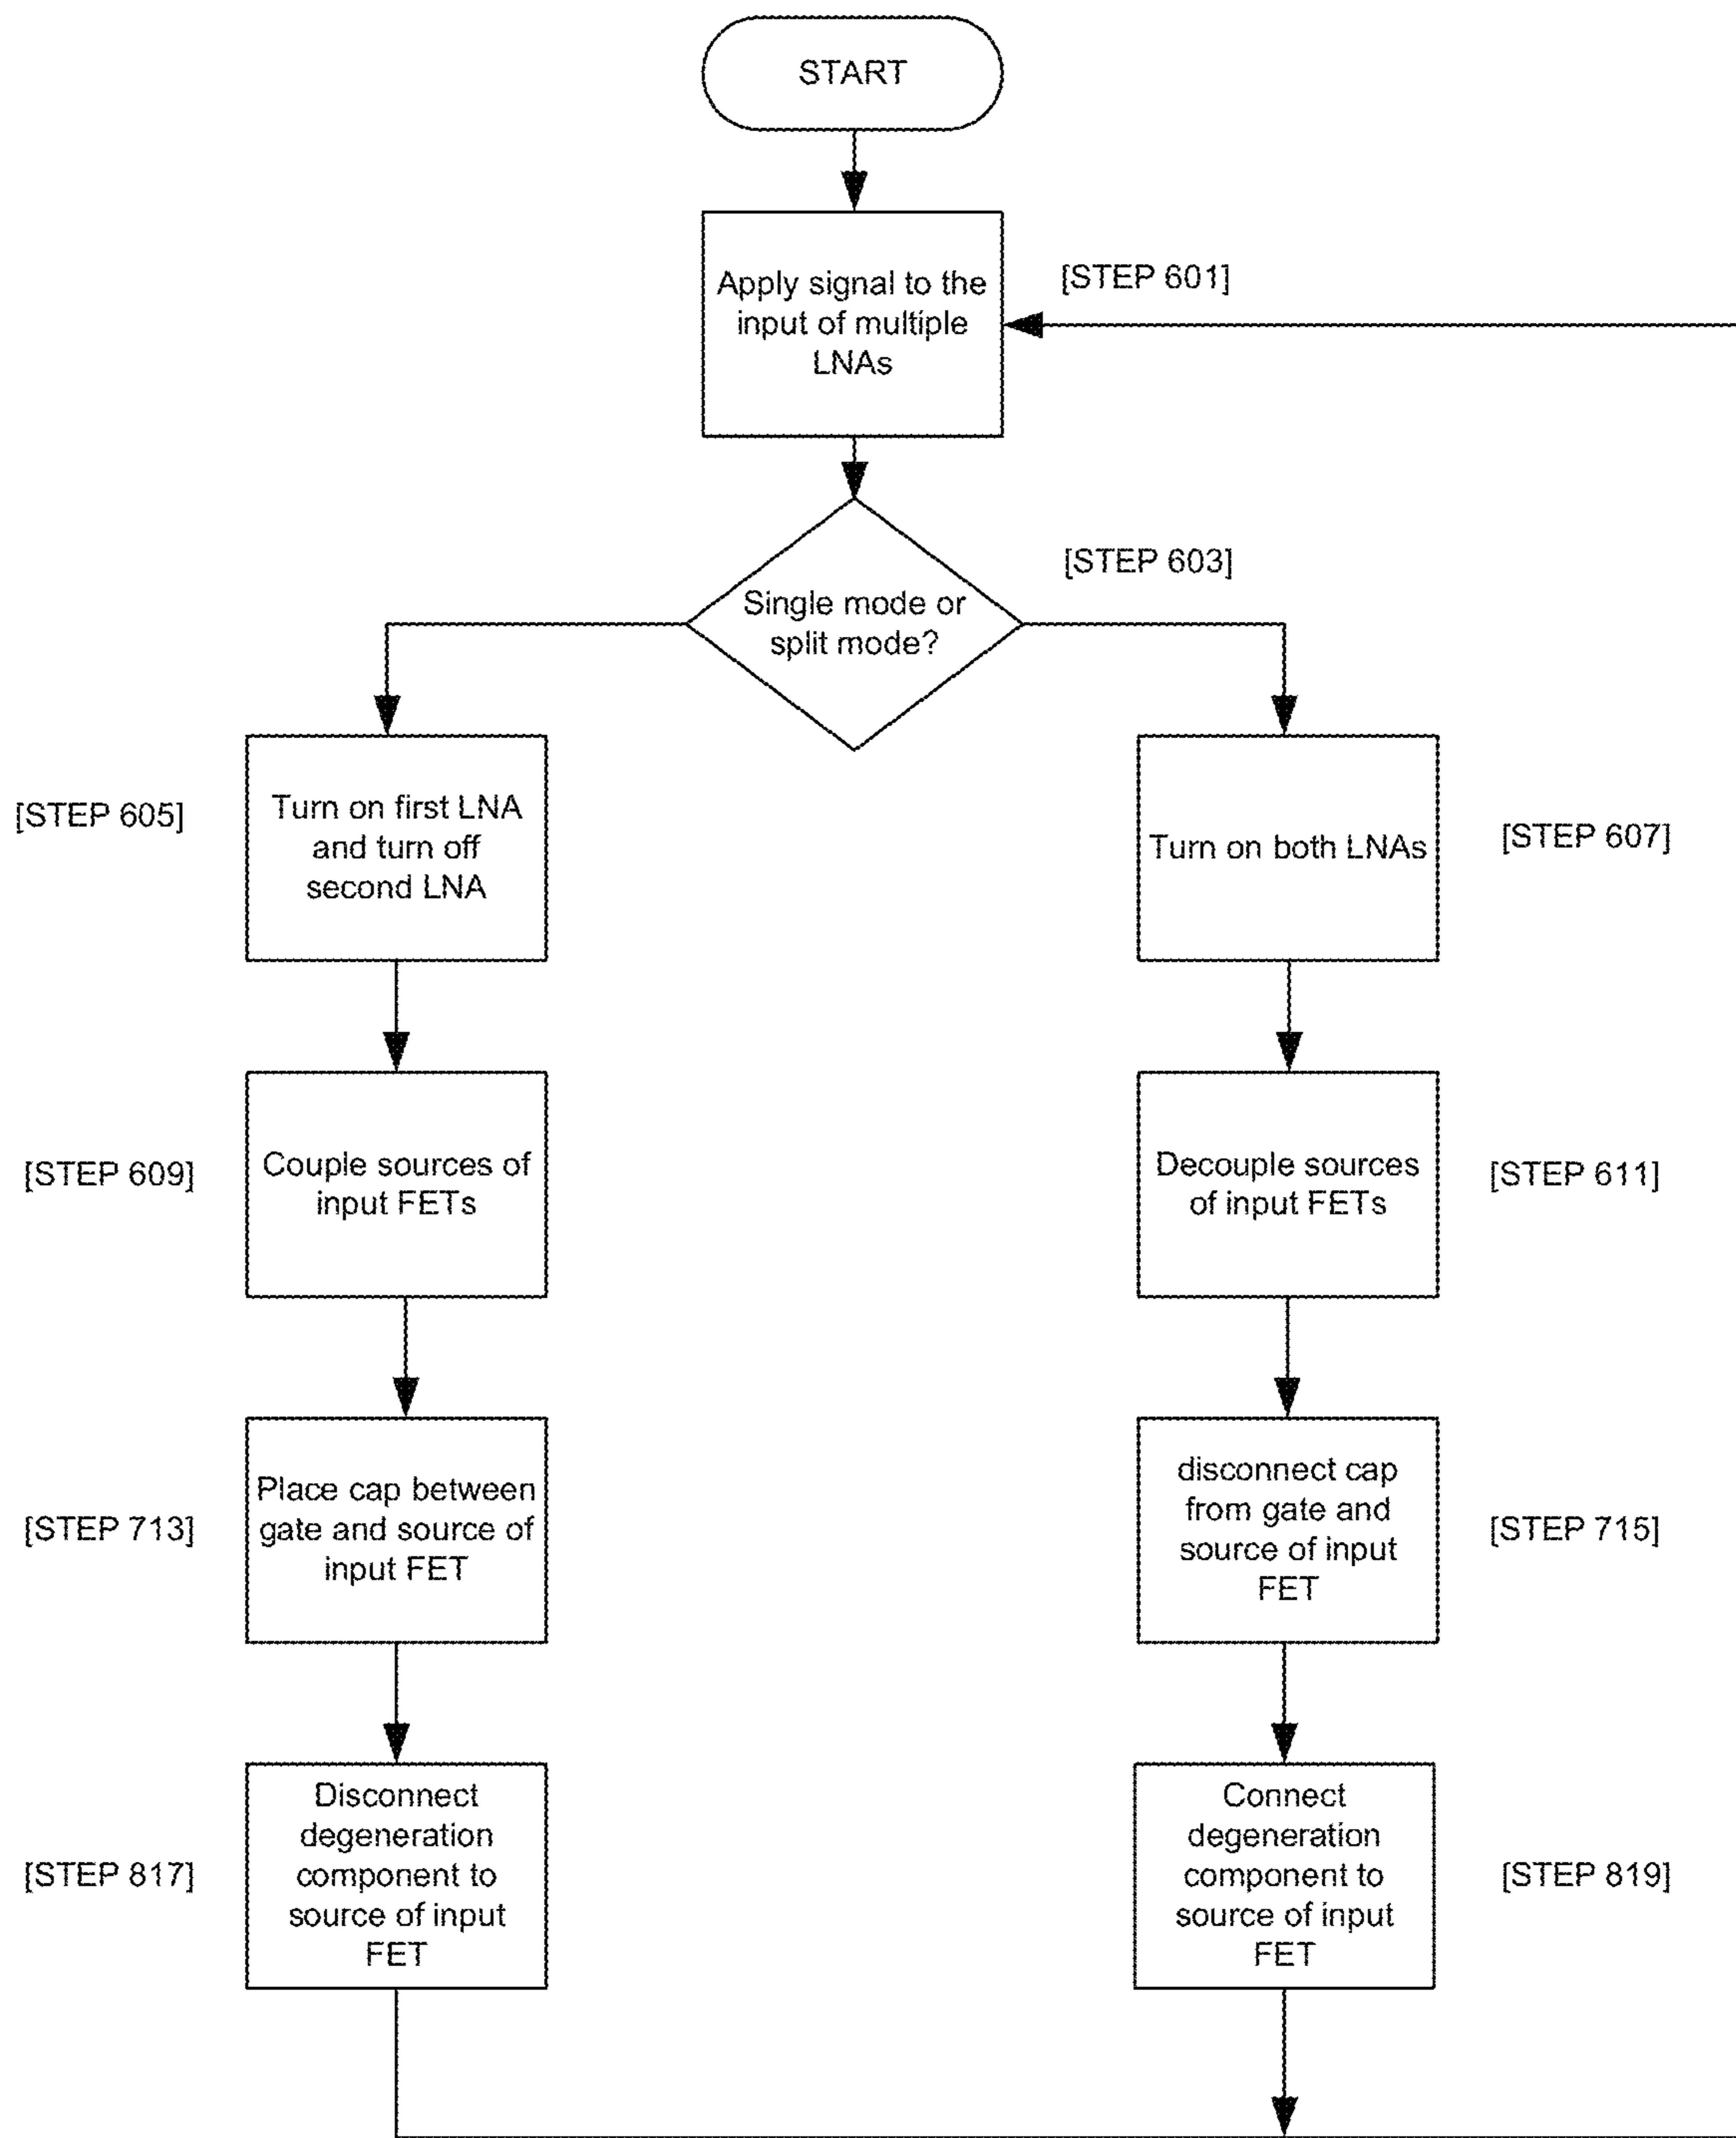 START
Apply signal to the
input of multiple
LNAs
[STEP 601]
Single mode or
split mode?
[STEP 603]
[STEP 605]
Turn on first LNA
and turn off
second LNA
Turn on both LNAs
[STEP 607]
[STEP 609]
Couple sources of
input FETs
Decouple sources
of input FETs
[STEP 611]
[STEP 713]
Place cap between
gate and source of
input FET
disconnect cap
from gate and
source of input
FET
[STEP 715]
[STEP 817]
Disconnect
degeneration
component to
source of input
FET
Connect
degeneration
component to
source of input
FET
[STEP 819]